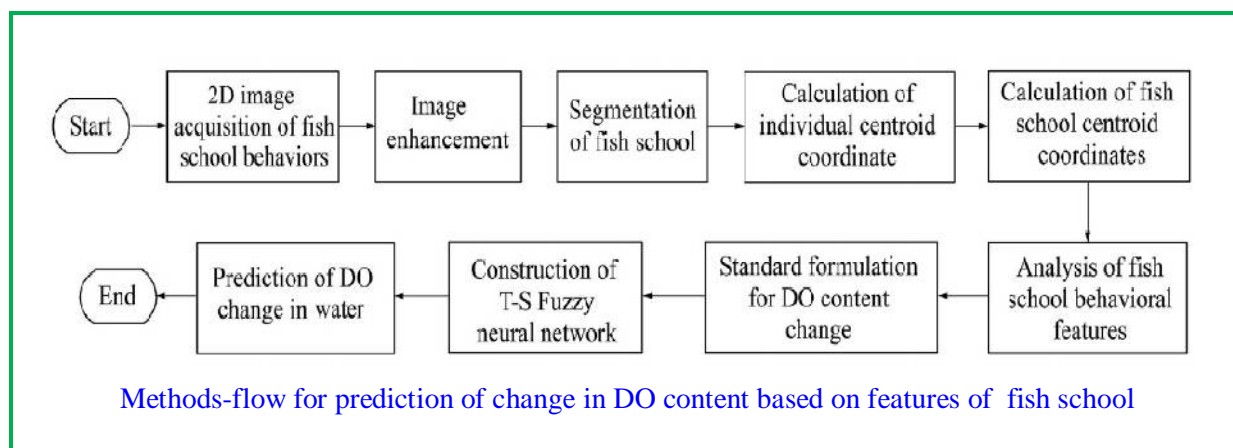 Start
2D image
acquisition of fish
school behaviors
Image
enhancement
Segmentation
of fish school
Calculation of
individual centroid
coordinate
Calculation of fish
school centroid
coordinates
Analysis of fish
school behavioral
features
Standard formulation
for DO content
change
Construction of
T-S Fuzzy
neural network
Prediction of DO
change in water
End
Methods-flow for prediction of change in DO content based on features of fish school